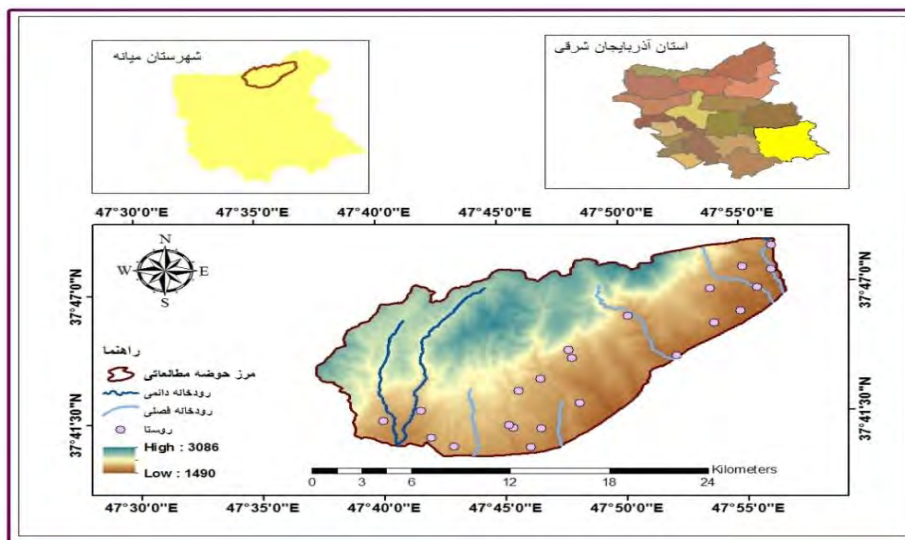 شهرستان میانه
استان آذربایجان شرقی
47°30'0"E 47°35'0"E 47°40'0"E 47°45'0"E 47°50'0"E 47°55'0"E
N
W E
S
37°47'0"N
37°47'0"N
راهنما
مرز حوضه مطالعاتی
رودخانه دائمی
رودخانه فصلی
روستا
High : 3086
Low : 1490
37°41'30"N
37°41'30"N
Kilometers
0 3 6 12 18 24
47°30'0"E 47°35'0"E 47°40'0"E 47°45'0"E 47°50'0"E 47°55'0"E